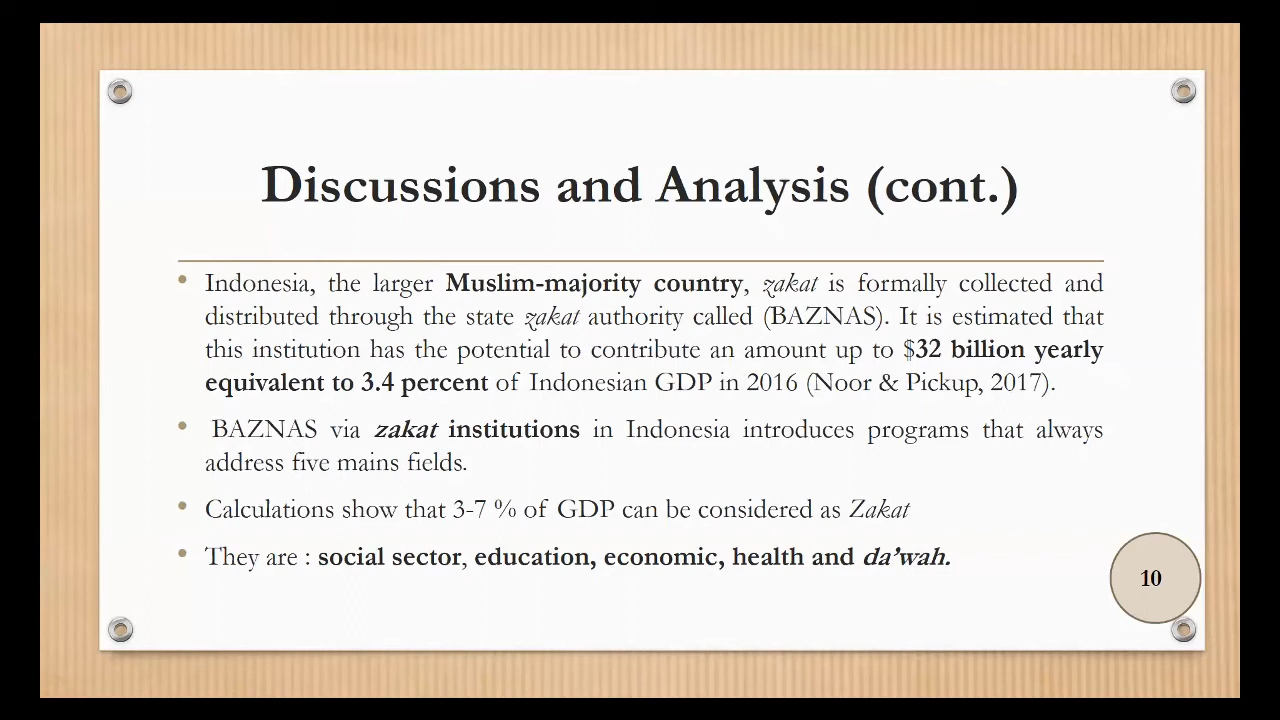 Discussions and Analysis (cont.)
• Indonesia, the larger Muslim-majority country, zakat is formally collected and
distributed through the state zakat authority called (BAZNAS). It is estimated that
this institution has the potential to contribute an amount up to $32 billion yearly
equivalent to 3.4 percent of Indonesian GDP in 2016 (Noor & Pickup, 2017).
• BAZNAS via zakat institutions in Indonesia introduces programs that always
address five mains fields.
• Calculations show that 3-7 % of GDP can be considered as Zakat
• They are : social sector, education, economic, health and da’wah.
10